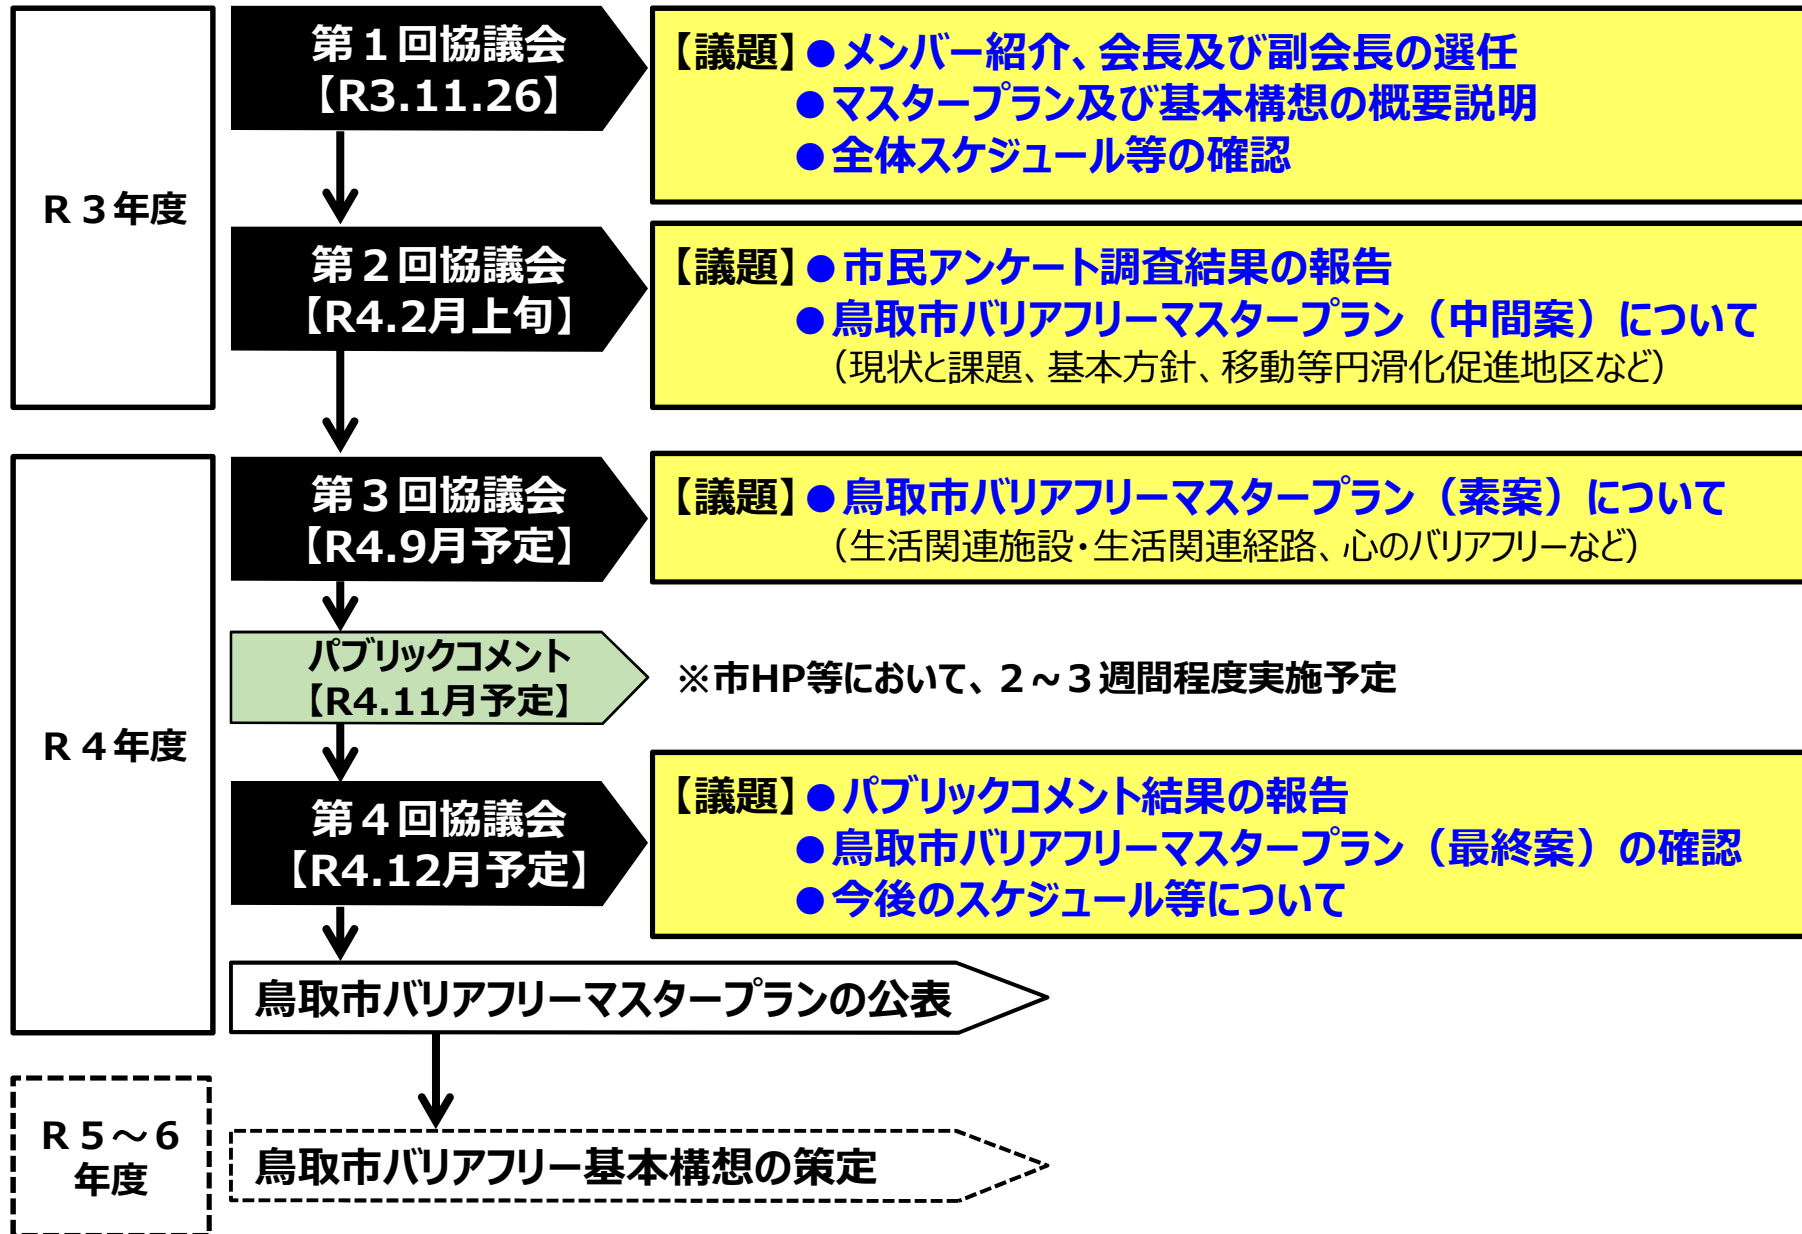 R３年度
第１回協議会
【R3.11.26】
【議題】●メンバー紹介、会長及び副会長の選任
●マスタープラン及び基本構想の概要説明
●全体スケジュール等の確認
第２回協議会
【R4.2月上旬】
【議題】●市民アンケート調査結果の報告
●鳥取市バリアフリーマスタープラン（中間案）について
（現状と課題、基本方針、移動等円滑化促進地区など）
R４年度
第３回協議会
【R4.9月予定】
【議題】●鳥取市バリアフリーマスタープラン（素案）について
（生活関連施設・生活関連経路、心のバリアフリーなど）
パブリックコメント
【R4.11月予定】
※市HP等において、２～３週間程度実施予定
第４回協議会
【R4.12月予定】
【議題】●パブリックコメント結果の報告
●鳥取市バリアフリーマスタープラン（最終案）の確認
●今後のスケジュール等について
鳥取市バリアフリーマスタープランの公表
R５～６
年度
鳥取市バリアフリー基本構想の策定